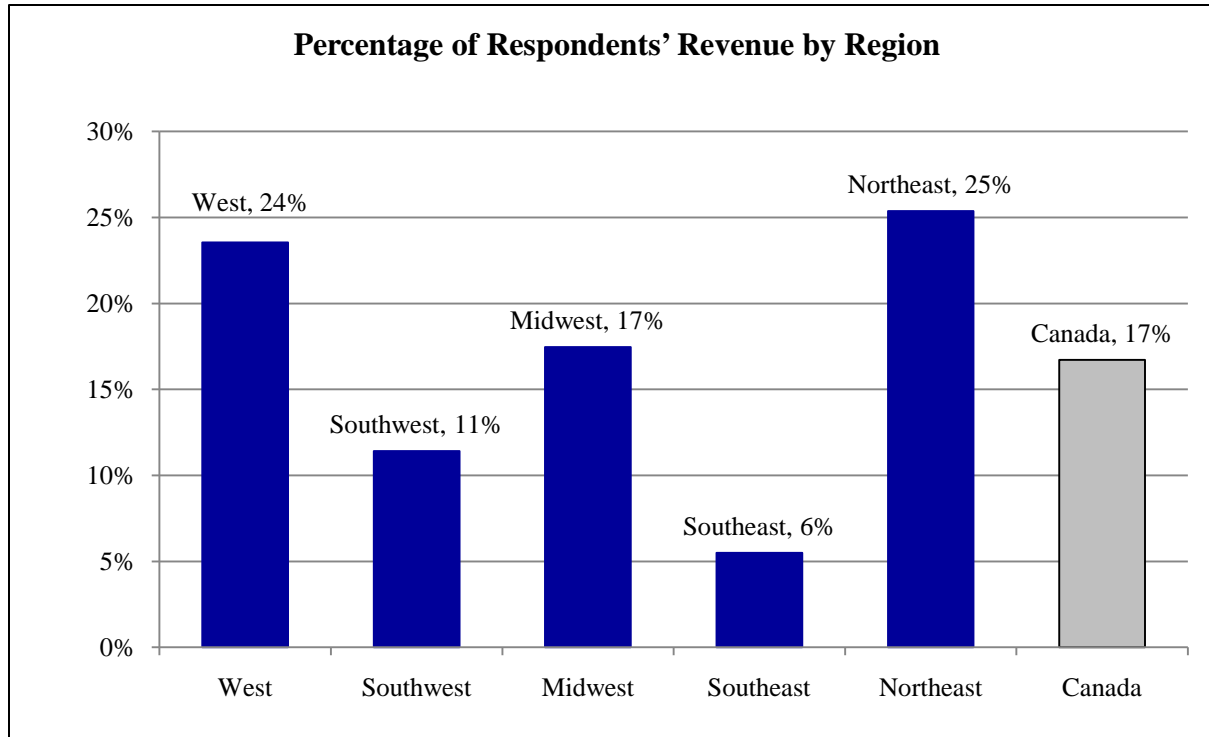 Percentage of Respondents’ Revenue by Region
30%
25%
20%
15%
10%
5%
0%
West, 24%
Southwest, 11%
Midwest, 17%
Southeast, 6%
Northeast, 25%
Canada, 17%
West
Southwest
Midwest
Southeast
Northeast
Canada